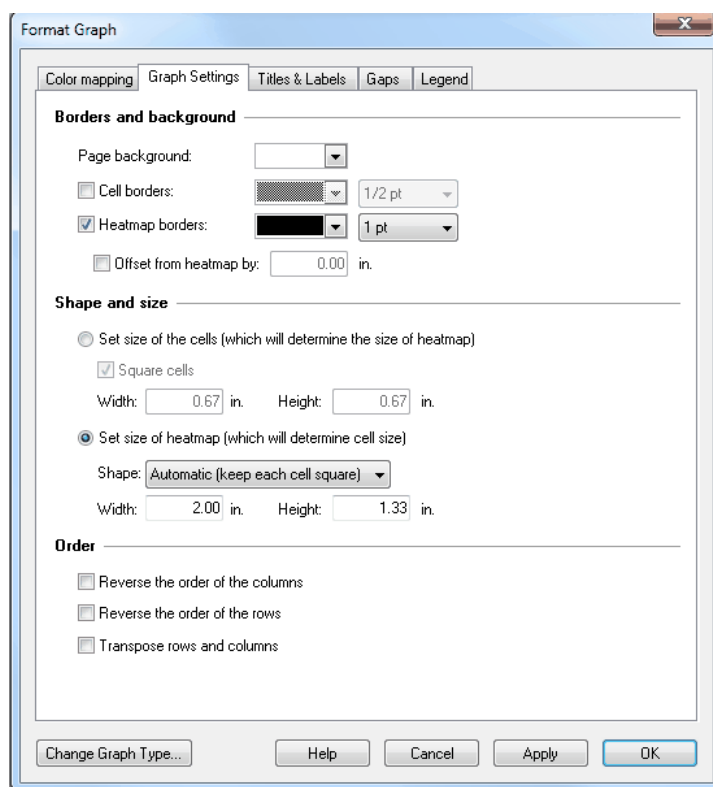 Format Graph
Color mapping Graph Settings Titles & Labels Gaps Legend
Borders and background
Page background:
Cell borders: 1/2 pt
Heatmap borders: 1 pt
Offset from heatmap by: 0.00 in.
Shape and size
Set size of the cells (which will determine the size of heatmap)
Square cells
Width: 0.67 in. Height: 0.67 in.
Set size of heatmap (which will determine cell size)
Shape: Automatic (keep each cell square)
Width: 2.00 in. Height: 1.33 in.
Order
Reverse the order of the columns
Reverse the order of the rows
Transpose rows and columns
Change Graph Type... Help Cancel Apply OK